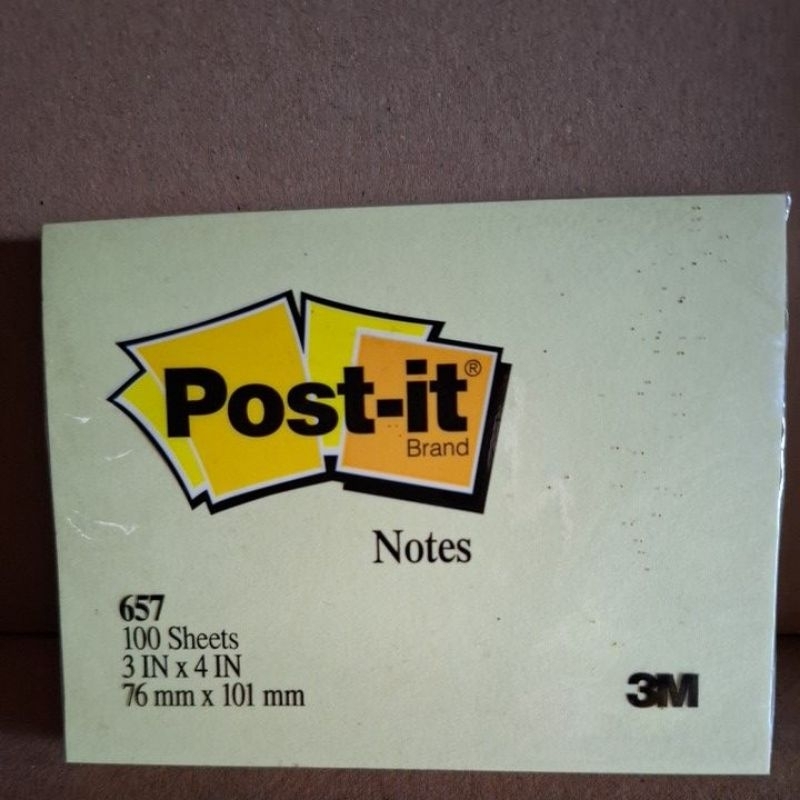 Post-it®
Brand
Notes
657
100 Sheets
3 IN x 4 IN
76 mm x 101 mm
3M